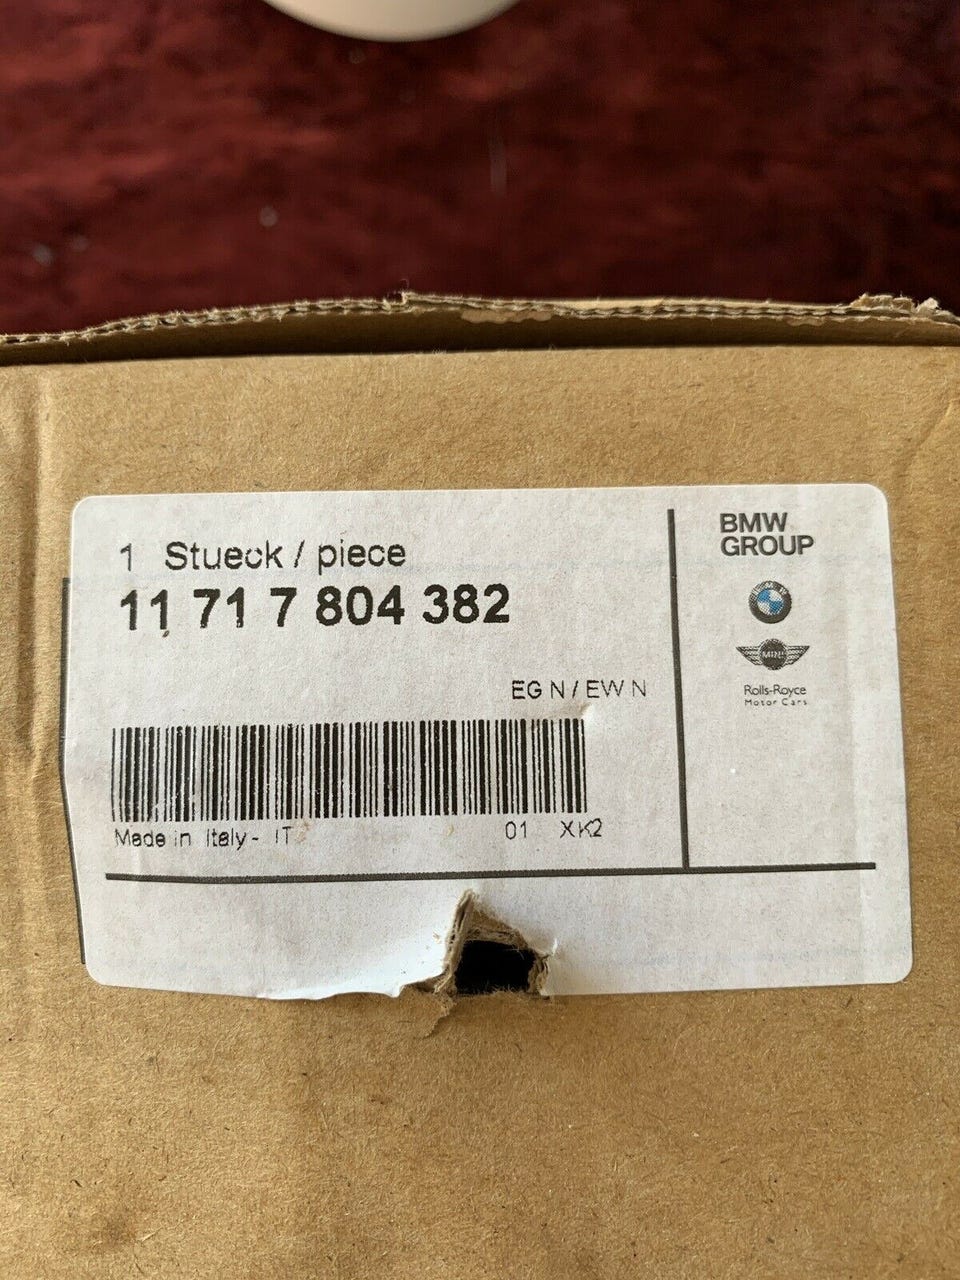 1 Stueck / piece
11 71 7 804 382
EG N / EW N
Made in Italy - IT 01 XK2
BMW
GROUP
BMW
MINI
Rolls-Royce
Motor Cars